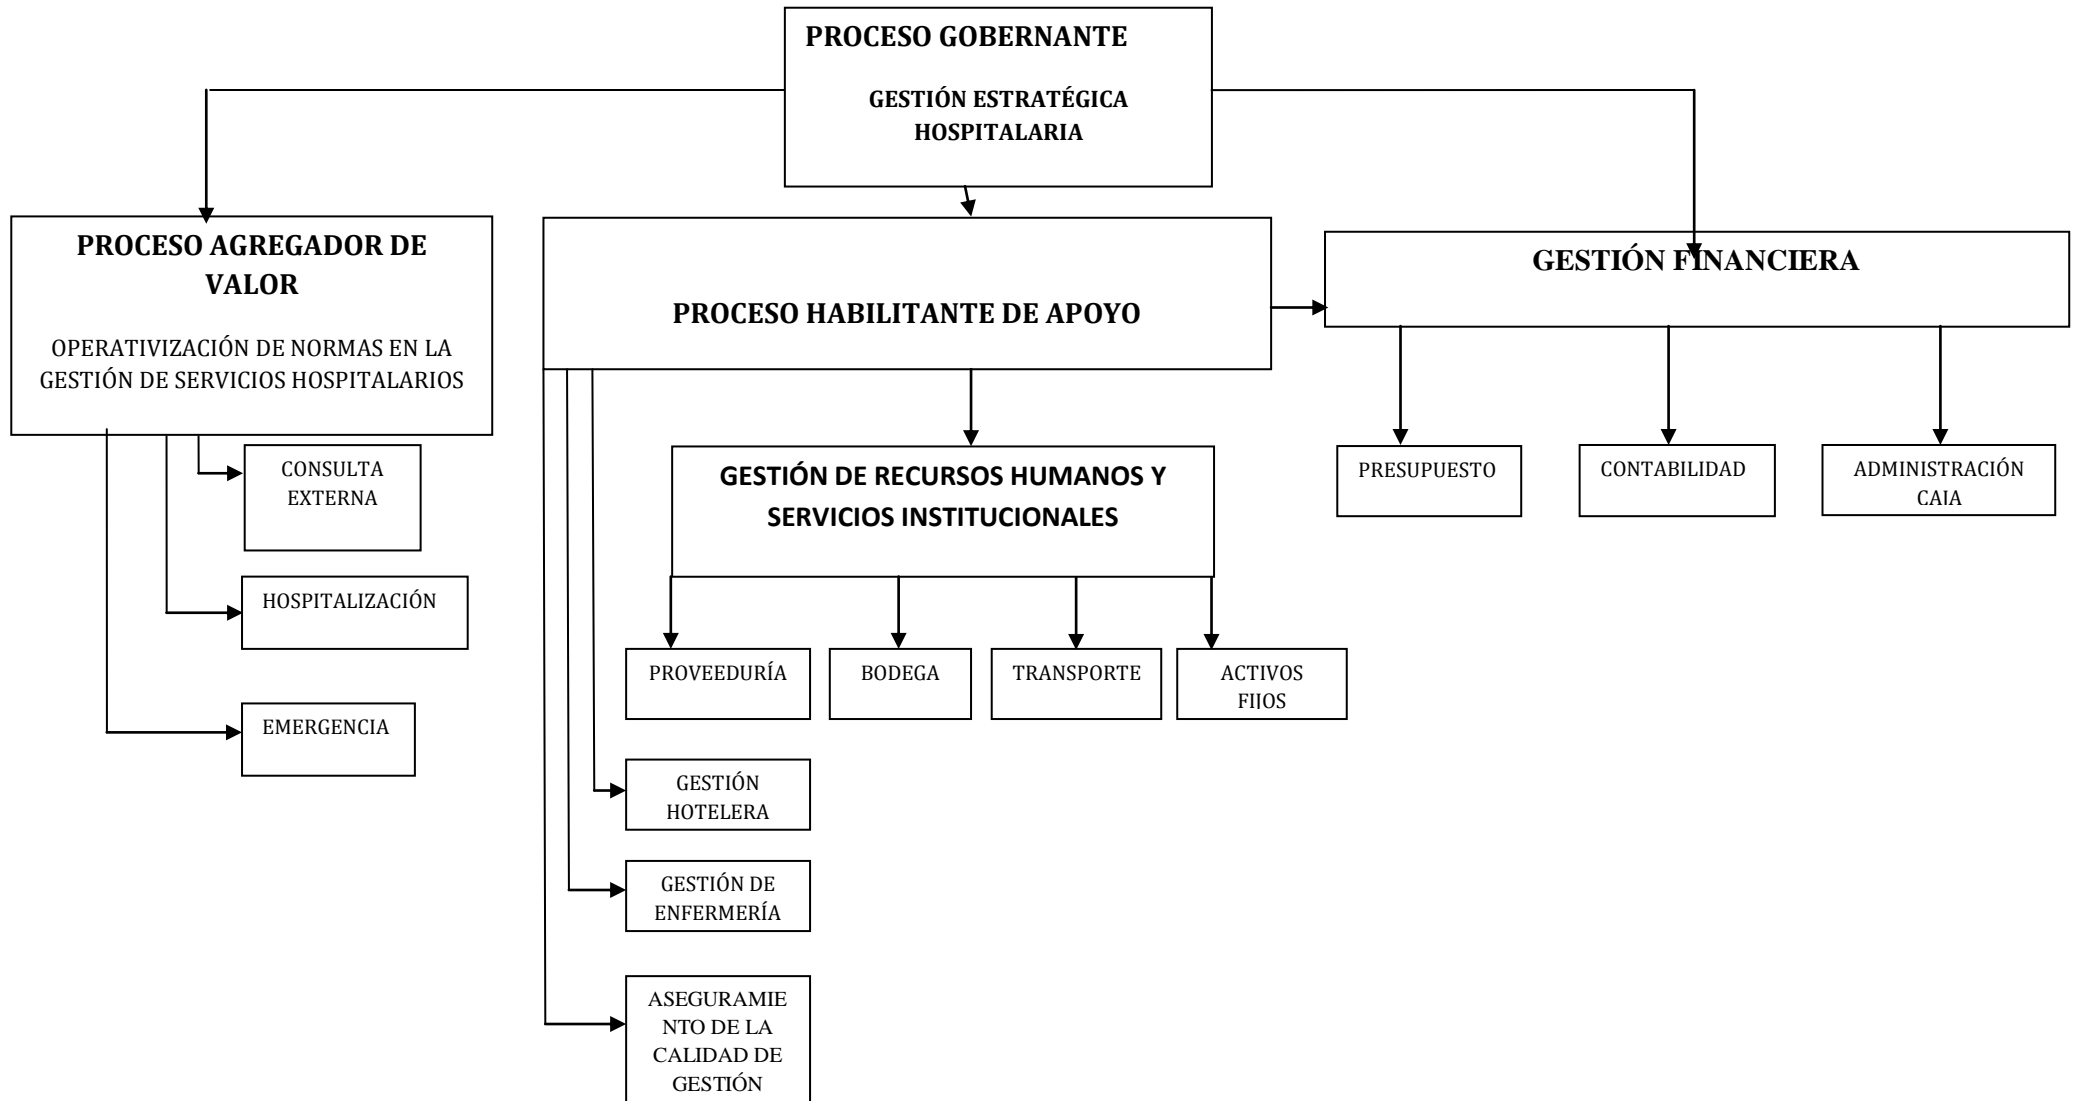 PROCESO GOBERNANTE
GESTIÓN ESTRATÉGICA
HOSPITALARIA
PROCESO AGREGADOR DE
VALOR
OPERATIVIZACIÓN DE NORMAS EN LA
GESTIÓN DE SERVICIOS HOSPITALARIOS
CONSULTA
EXTERNA
HOSPITALIZACIÓN
EMERGENCIA
PROCESO HABILITANTE DE APOYO
GESTIÓN DE RECURSOS HUMANOS Y
SERVICIOS INSTITUCIONALES
PROVEEDURÍA
BODEGA
TRANSPORTE
ACTIVOS
FIJOS
GESTIÓN
HOTELERA
GESTIÓN DE
ENFERMERÍA
ASEGURAMIE
NTO DE LA
CALIDAD DE
GESTIÓN
GESTIÓN FINANCIERA
PRESUPUESTO
CONTABILIDAD
ADMINISTRACIÓN
CAJA